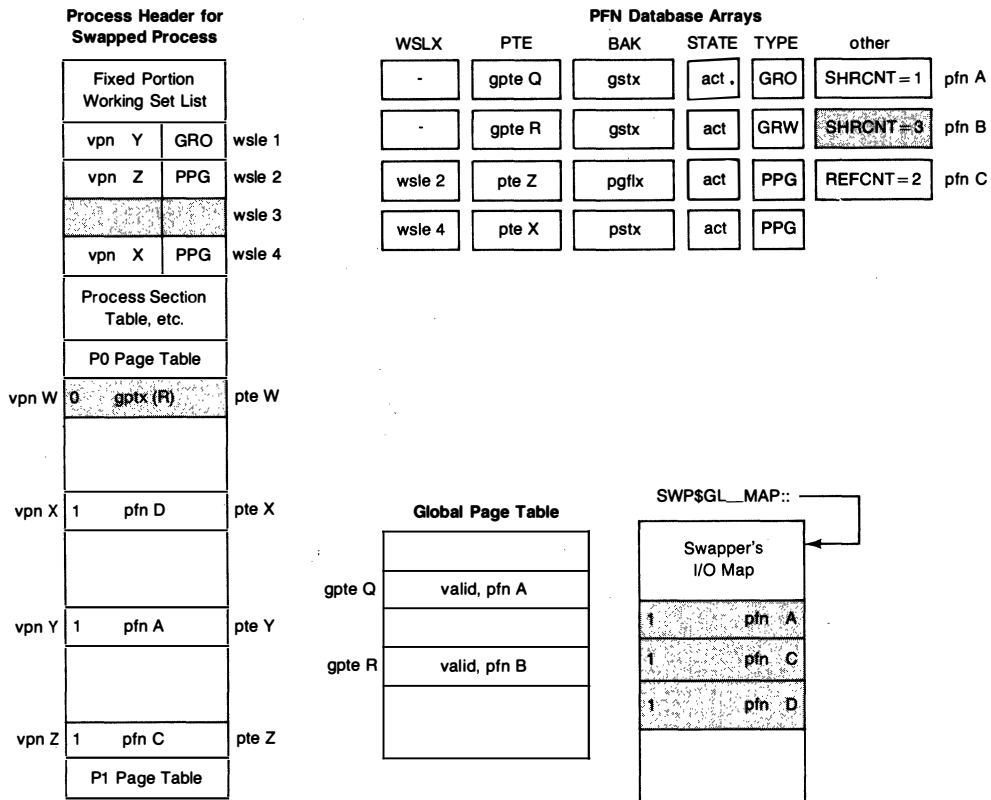 Process Header for
Swapped Process
Fixed Portion
Working Set List
vpn Y GRO wsle 1
vpn Z PPG wsle 2
wsle 3
vpn X PPG wsle 4
Process Section
Table, etc.
P0 Page Table
vpn W 0 gptx (R) pte W
vpn X 1 pfn D pte X
vpn Y 1 pfn A pte Y
vpn Z 1 pfn C pte Z
P1 Page Table
PFN Database Arrays
WSLX PTE BAK STATE TYPE other
- gpte Q gstx act . GRO SHRCNT=1 pfn A
- gpte R gstx act GRW SHRCNT=3 pfn B
wsle 2 pte Z pgflx act PPG REFCNT=2 pfn C
wsle 4 pte X pstx act PPG
Global Page Table
gpte Q valid, pfn A
gpte R valid, pfn B
SWP$GL__MAP::
Swapper's
I/O Map
1 pfn A
1 pfn C
1 pfn D